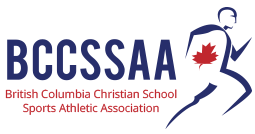 BCCSSAA
British Columbia Christian School
Sports Athletic Association